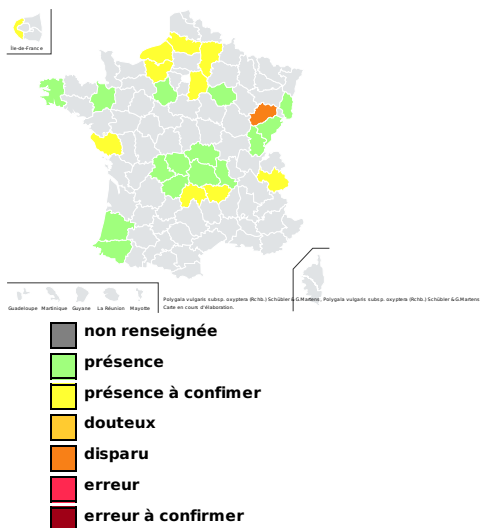 Île-de-France
Guadeloupe Martinique Guyane La Réunion Mayotte
Polygala vulgaris subsp. oxyptera (Rchb.) Schübler & G.Martens, Polygala vulgaris subsp. oxyptera (Rchb.) Schübler & G.Martens
Carte en cours d'élaboration.
non renseignée
présence
présence à confimer
douteux
disparu
erreur
erreur à confirmer